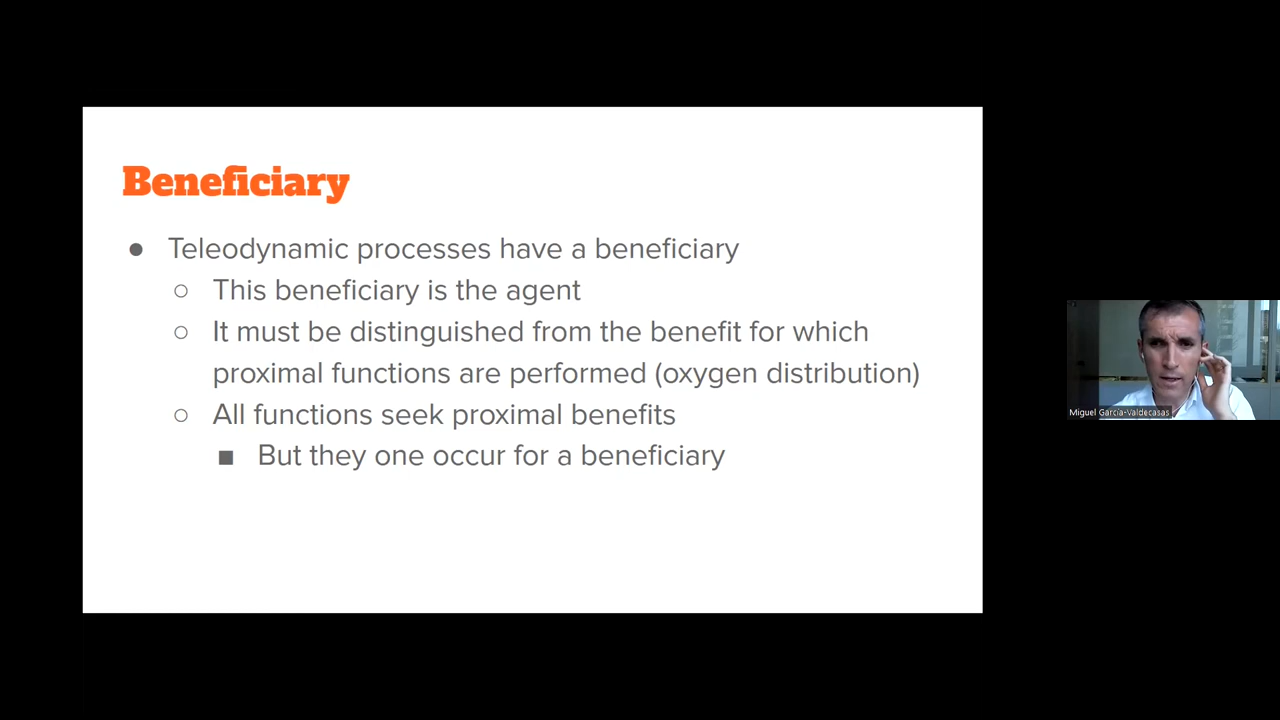 Beneficiary
● Teleodynamic processes have a beneficiary
○ This beneficiary is the agent
○ It must be distinguished from the benefit for which
proximal functions are performed (oxygen distribution)
○ All functions seek proximal benefits
■ But they one occur for a beneficiary
Miguel García-Valdecasas